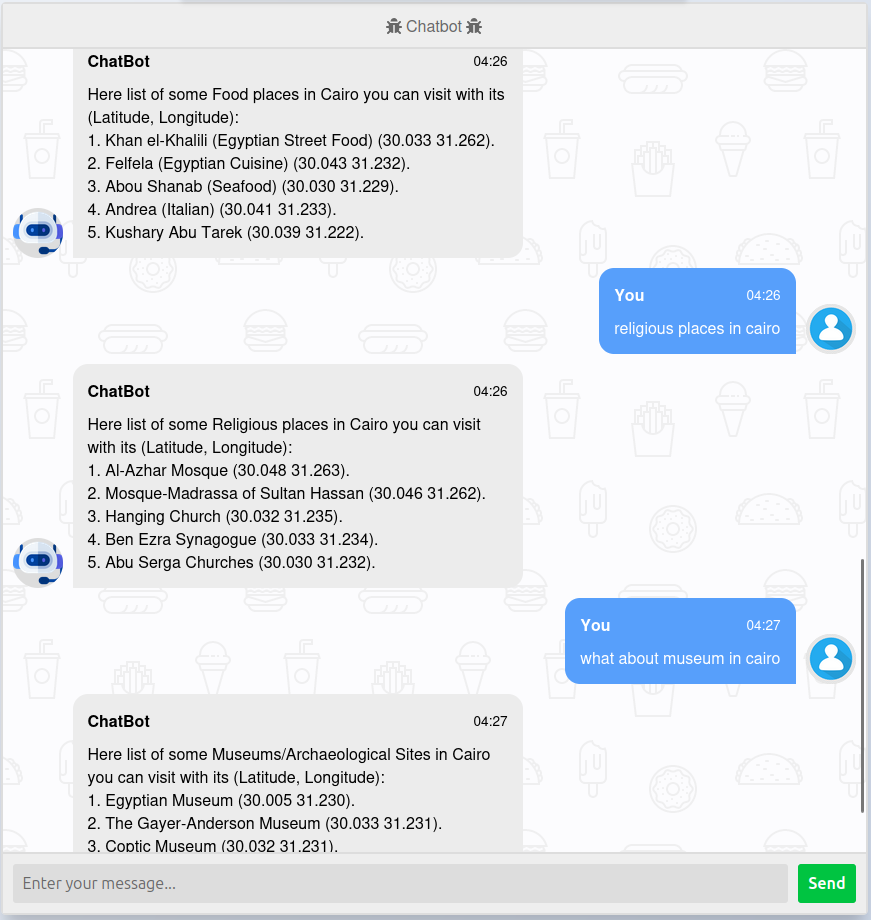 Chatbot
ChatBot 04:26
Here list of some Food places in Cairo you can visit with its
(Latitude, Longitude):
1. Khan el-Khalili (Egyptian Street Food) (30.033 31.262).
2. Felfela (Egyptian Cuisine) (30.043 31.232).
3. Abou Shanab (Seafood) (30.030 31.229).
4. Andrea (Italian) (30.041 31.233).
5. Kushary Abu Tarek (30.039 31.222).
You 04:26
religious places in cairo
ChatBot 04:26
Here list of some Religious places in Cairo you can visit
with its (Latitude, Longitude):
1. Al-Azhar Mosque (30.048 31.263).
2. Mosque-Madrassa of Sultan Hassan (30.046 31.262).
3. Hanging Church (30.032 31.235).
4. Ben Ezra Synagogue (30.033 31.234).
5. Abu Serga Churches (30.030 31.232).
You 04:27
what about museum in cairo
ChatBot 04:27
Here list of some Museums/Archaeological Sites in Cairo
you can visit with its (Latitude, Longitude):
1. Egyptian Museum (30.005 31.230).
2. The Gayer-Anderson Museum (30.033 31.231).
3. Coptic Museum (30.032 31.231).
Enter your message...
Send